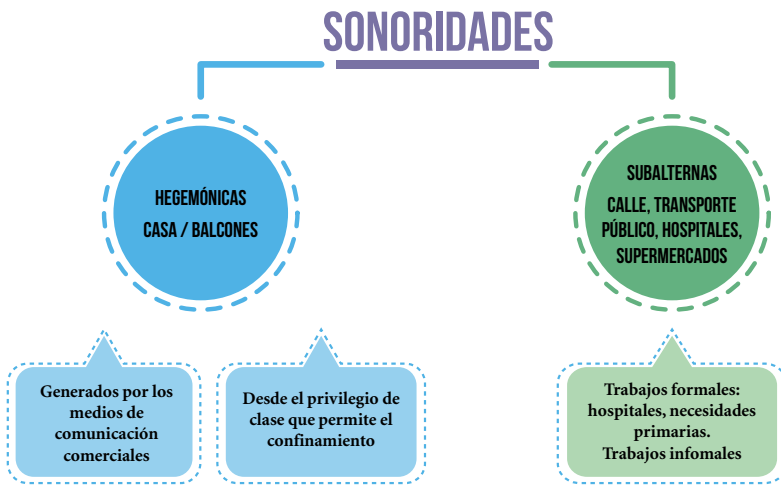 SONORIDADES
HEGEMÓNICAS
CASA / BALCONES
SUBALTERNAS
CALLE, TRANSPORTE
PÚBLICO, HOSPITALES,
SUPERMERCADOS
Generados por los
medios de
comunicación
comerciales
Desde el privilegio de
clase que permite el
confinamiento
Trabajos formales:
hospitales, necesidades
primarias.
Trabajos infomales